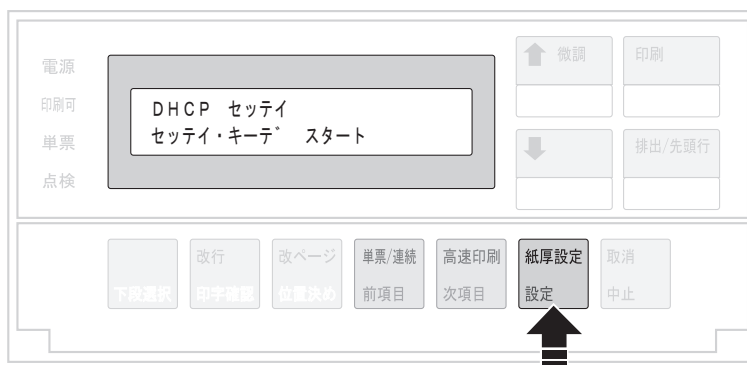 電源
印刷可
単票
点検
DHCP セッテイ
セッテイ・キーデ゛ スタート
微調
印刷
排出/先頭行
改行
改ページ
単票/連続
高速印刷
紙厚設定
取消
下段選択
印字確認
位置決め
前項目
次項目
設定
中止